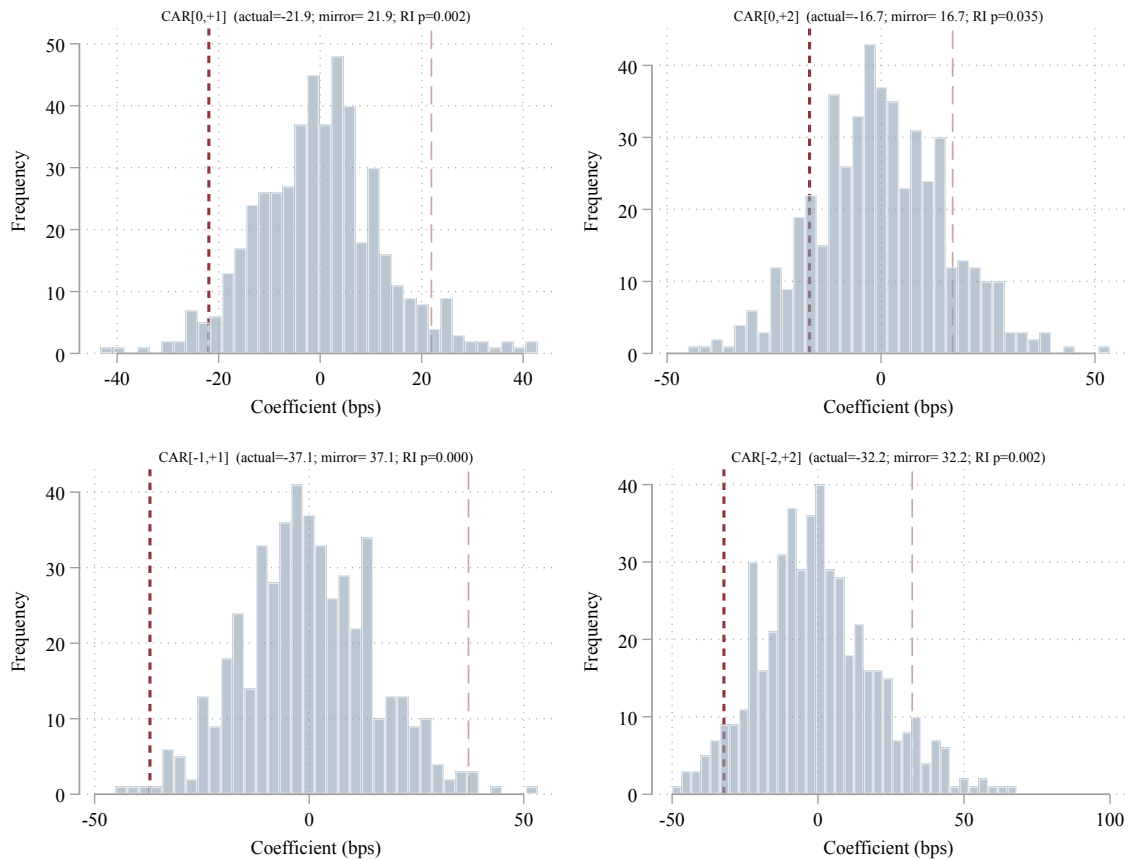 CAR[0,+1]  (actual=-21.9; mirror= 21.9; RI p=0.002)
50
40
30
20
10
0
Frequency
-40 -20 0 20 40
Coefficient (bps)
CAR[0,+2]  (actual=-16.7; mirror= 16.7; RI p=0.035)
40
30
20
10
0
Frequency
-50 0 50
Coefficient (bps)
CAR[-1,+1]  (actual=-37.1; mirror= 37.1; RI p=0.000)
40
30
20
10
0
Frequency
-50 0 50
Coefficient (bps)
CAR[-2,+2]  (actual=-32.2; mirror= 32.2; RI p=0.002)
40
30
20
10
0
Frequency
-50 0 50 100
Coefficient (bps)